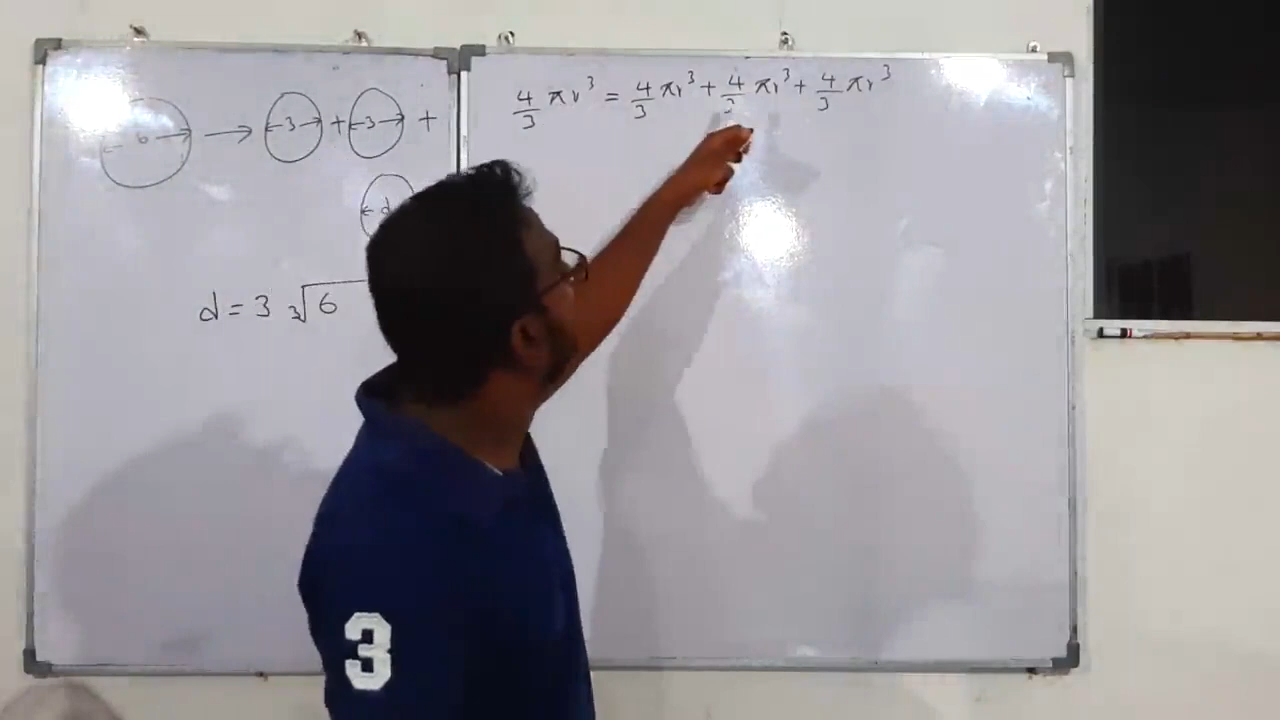 6 → 3 + 3 +
d
d = 3 ∛6
4/3 πr³ = 4/3 πr³ + 4/3 πr³ + 4/3 πr³
3